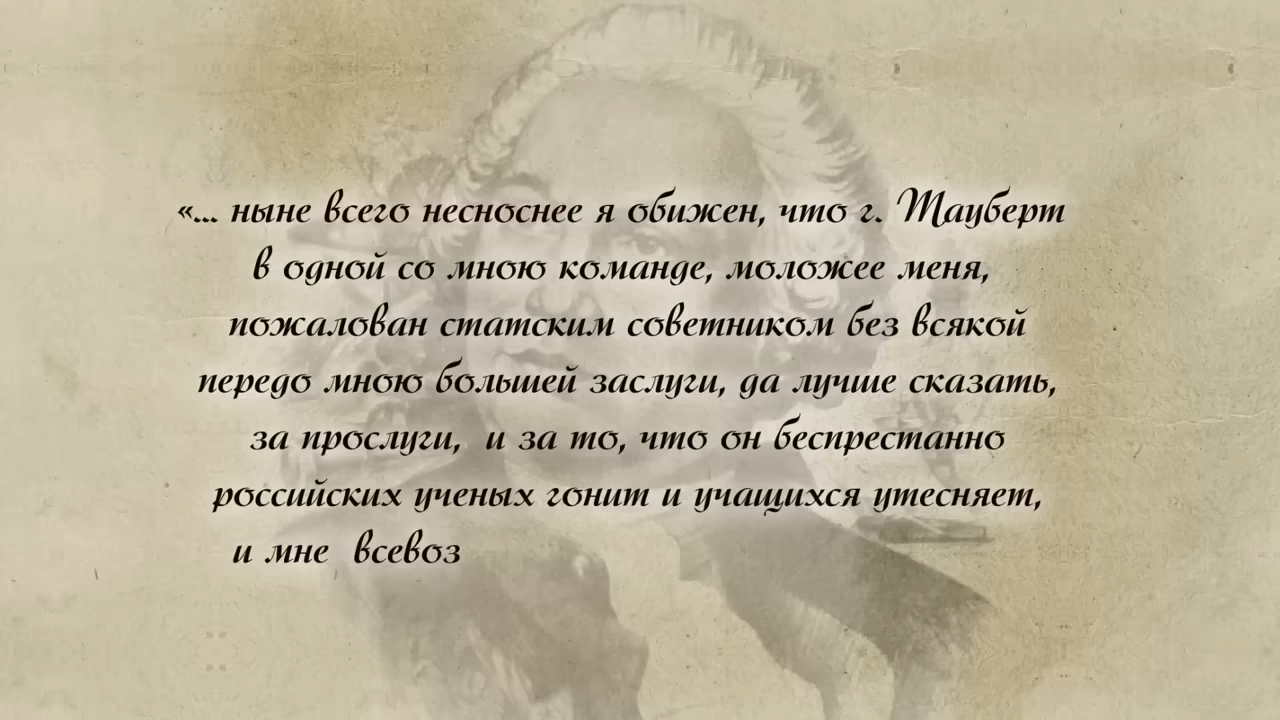 «... ныне всего несноснее я обижен, что г. Тауберт
в одной со мною команде, моложее меня,
пожалован статским советником без всякой
передо мною большей заслуги, да лучше сказать,
за прослуги, и за то, что он беспрестанно
российских ученых гонит и учащихся утесняет,
и мне всевоз